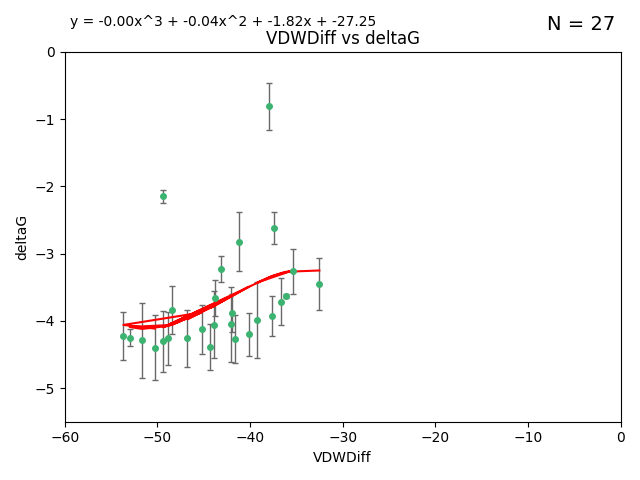 y = -0.00x^3 + -0.04x^2 + -1.82x + -27.25
N = 27
VDWDiff vs deltaG
0
−1
−2
−3
−4
−5
deltaG
−60 −50 −40 −30 −20 −10 0
VDWDiff